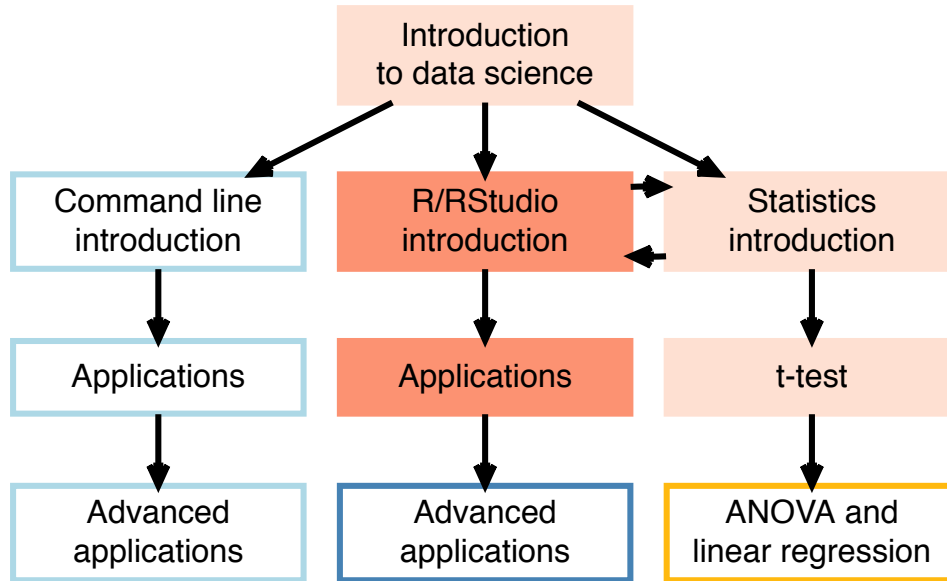 Introduction
to data science
Command line
introduction
R/RStudio
introduction
Statistics
introduction
Applications
Applications
t-test
Advanced
applications
Advanced
applications
ANOVA and
linear regression